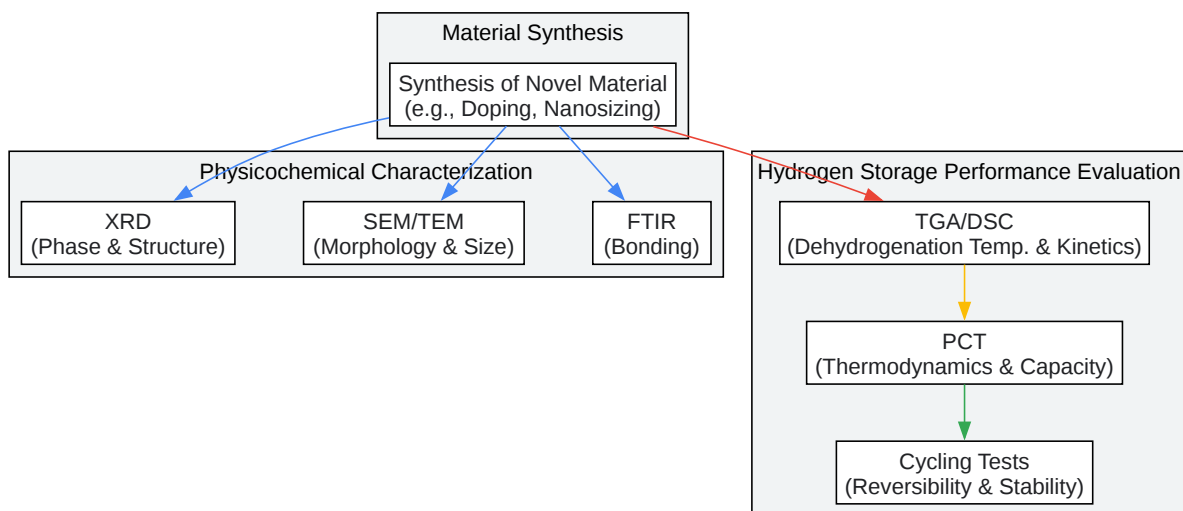 Material Synthesis
Synthesis of Novel Material
(e.g., Doping, Nanosizing)
Physicochemical Characterization
XRD
(Phase & Structure)
SEM/TEM
(Morphology & Size)
FTIR
(Bonding)
Hydrogen Storage Performance Evaluation
TGA/DSC
(Dehydrogenation Temp. & Kinetics)
PCT
(Thermodynamics & Capacity)
Cycling Tests
(Reversibility & Stability)